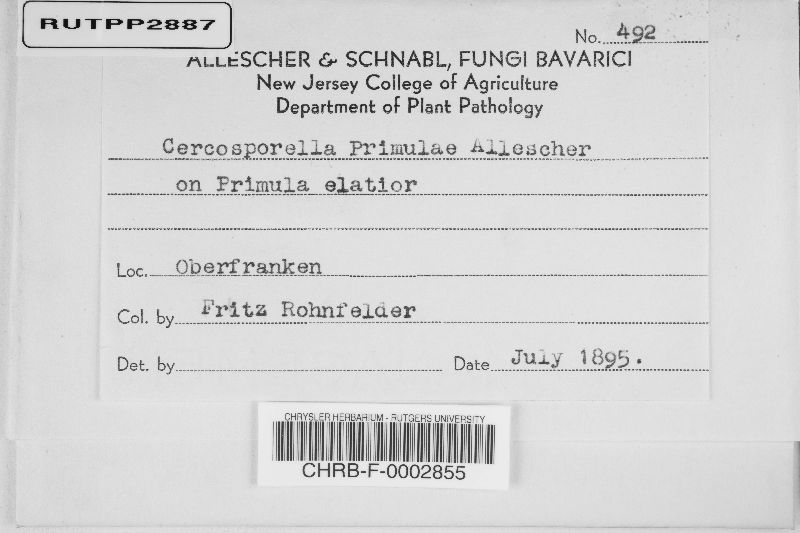 RUTPP2887
No. 492
ALLESCHER & SCHNABL, FUNGI BAVARICI
New Jersey College of Agriculture
Department of Plant Pathology
Cercosporella Primulae Allescher
on Primula elatior
Loc. Oberfranken
Col. by Fritz Rohnfelder
Det. by
Date July 1895.
CHRYSLER HERBARIUM - RUTGERS UNIVERSITY
CHRB-F-0002855